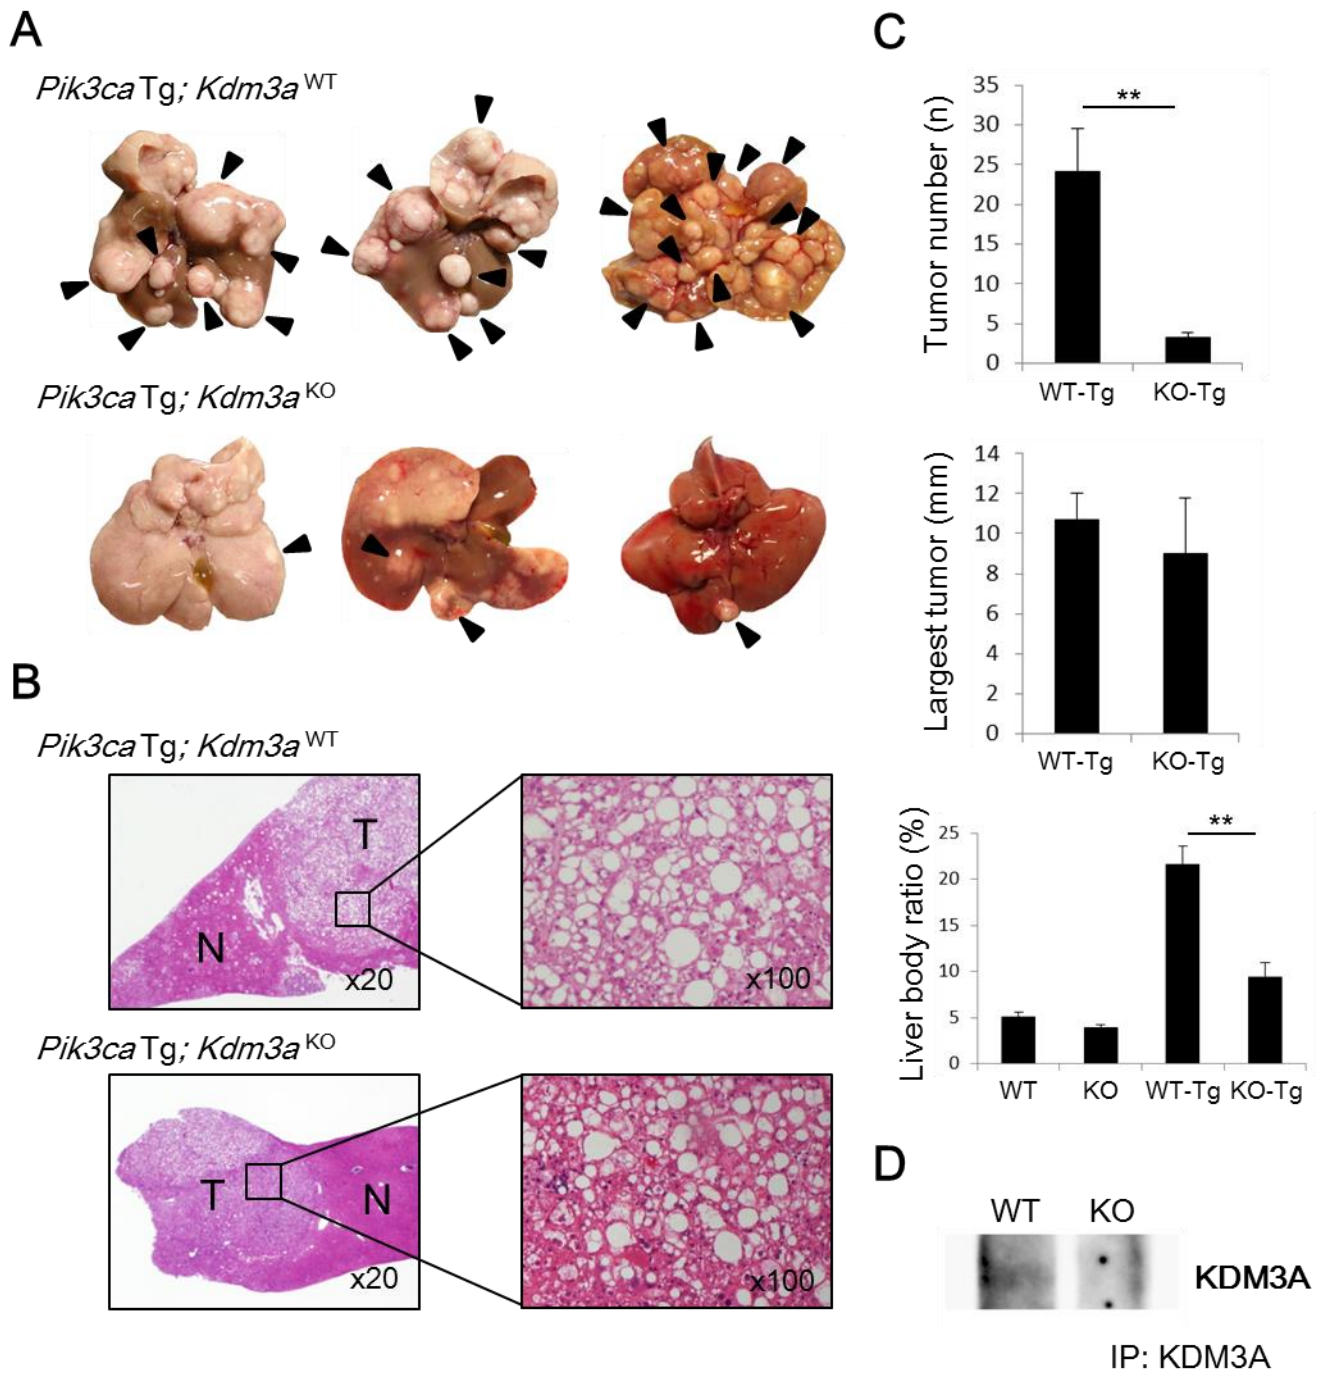 A
Pik3ca Tg; Kdm3a WT
Pik3ca Tg; Kdm3a KO
B
Pik3ca Tg; Kdm3a WT
T
N
x20
x100
Pik3ca Tg; Kdm3a KO
T
N
x20
x100
C
Tumor number (n)
35
30
25
20
15
10
5
0
**
WT-Tg KO-Tg
Largest tumor (mm)
14
12
10
8
6
4
2
0
WT-Tg KO-Tg
Liver body ratio (%)
25
20
15
10
5
0
**
WT KO WT-Tg KO-Tg
D
WT KO
KDM3A
IP: KDM3A